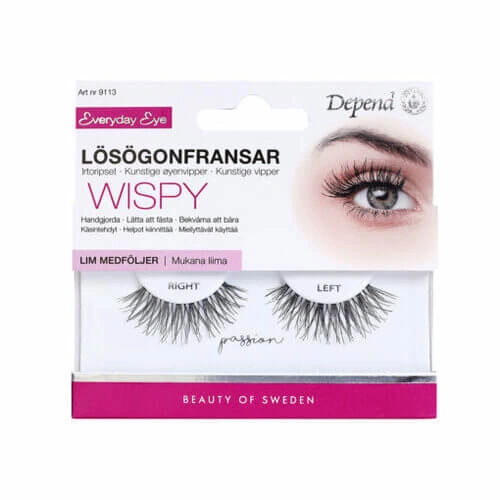 Art nr 9113
Everyday Eye
Depend
LÖSÖGONFRANSAR
Irtoripset · Kunstige øyenvipper · Kunstige vipper
WISPY
Handgjorda · Lätta att fästa · Bekväma att bära
Käsintehdyt · Helpot kiinnittää · Miellyttävät käyttää
LIM MEDFÖLJER | Mukana liima
RIGHT
LEFT
passion
BEAUTY OF SWEDEN